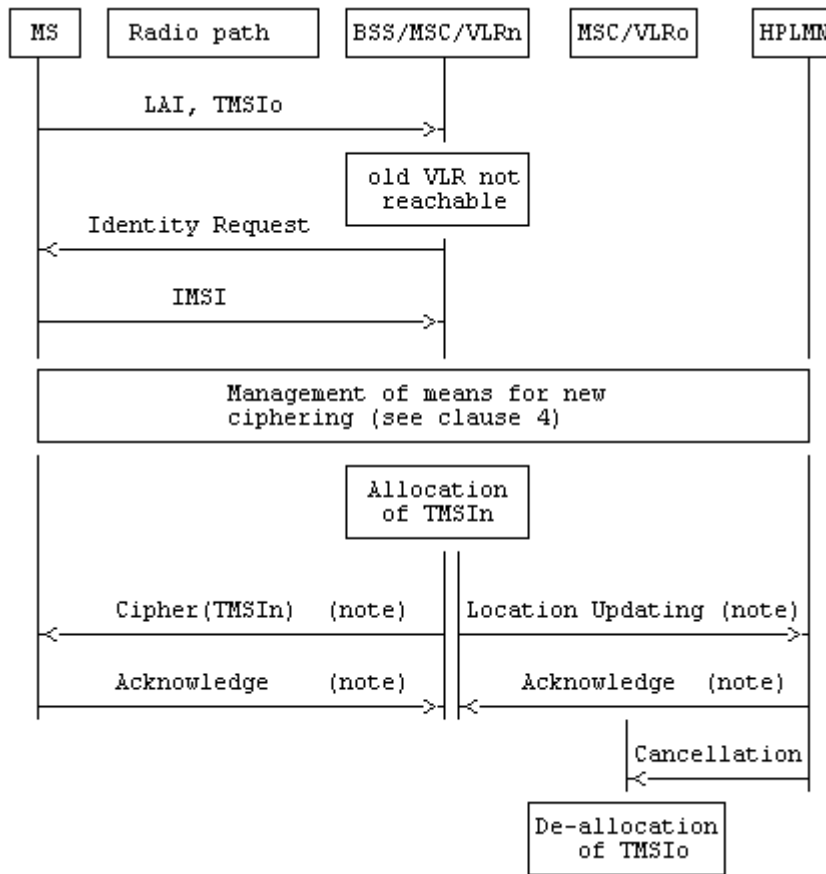 MS
Radio path
BSS/MSC/VLRn
MSC/VLRo
HPLMN
LAI, TMSIo
old VLR not
reachable
Identity Request
IMSI
Management of means for new
ciphering (see clause 4)
Allocation
of TMSIn
Cipher(TMSIn) (note)
Location Updating (note)
Acknowledge (note)
Acknowledge (note)
Cancellation
De-allocation
of TMSIo